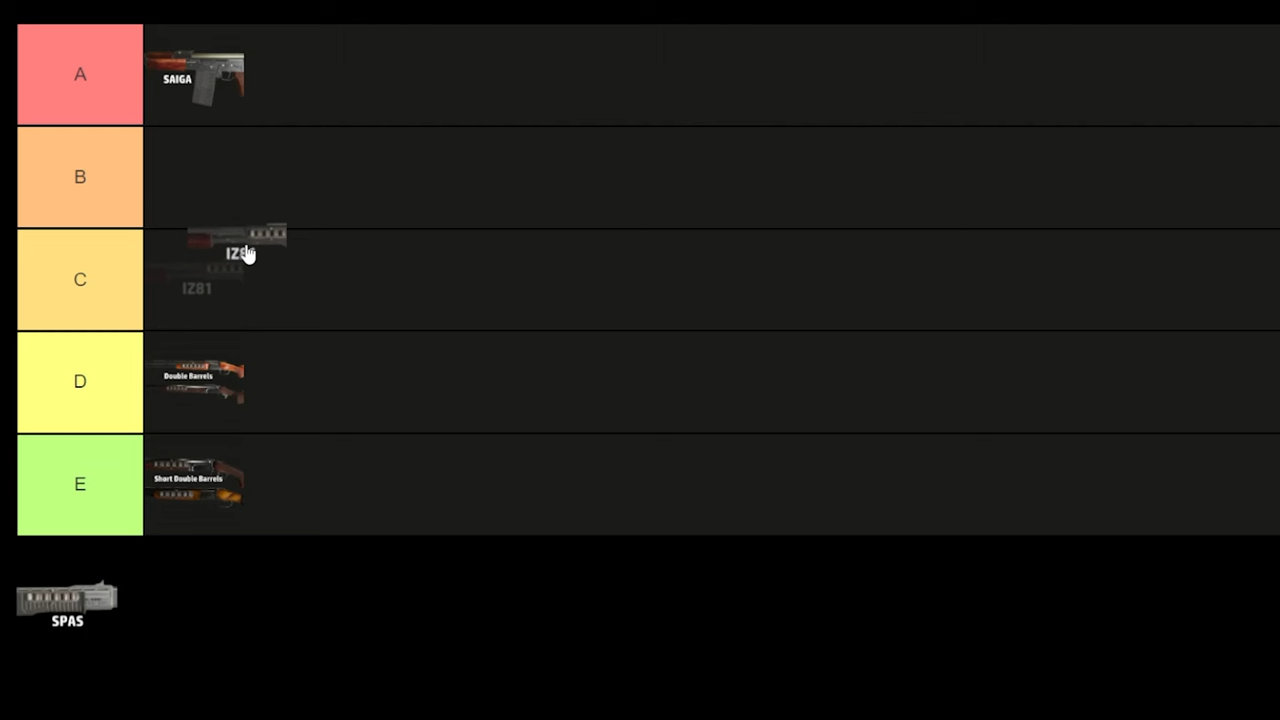 A
SAIGA
B
C
IZ81
D
Double Barrels
E
Short Double Barrels
SPAS